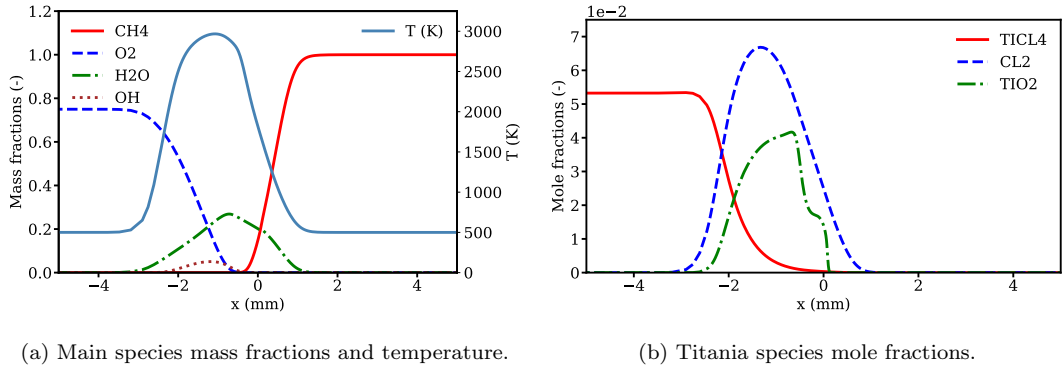 1.2
1.0
0.8
0.6
0.4
0.2
0.0
Mass fractions (-)
CH4
O2
H2O
OH
T (K)
3000
2500
2000
1500
1000
500
0
T (K)
−4
−2
0
2
4
x (mm)
(a) Main species mass fractions and temperature.
1e−2
7
6
5
4
3
2
1
0
Mole fractions (-)
TICL4
CL2
TIO2
−4
−2
0
2
4
x (mm)
(b) Titania species mole fractions.